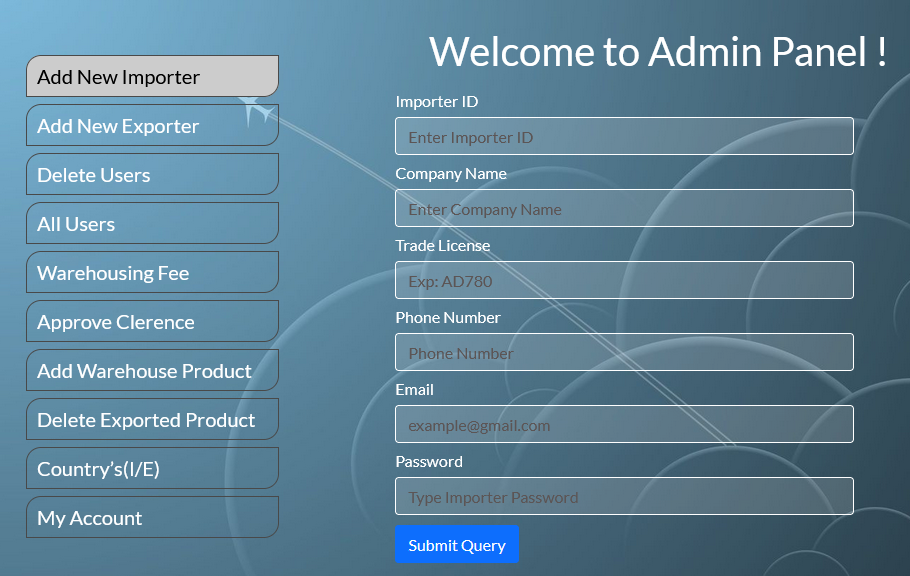 Welcome to Admin Panel !
Add New Importer
Add New Exporter
Delete Users
All Users
Warehousing Fee
Approve Clerence
Add Warehouse Product
Delete Exported Product
Country's(I/E)
My Account
Importer ID
Enter Importer ID
Company Name
Enter Company Name
Trade License
Exp: AD780
Phone Number
Phone Number
Email
example@gmail.com
Password
Type Importer Password
Submit Query